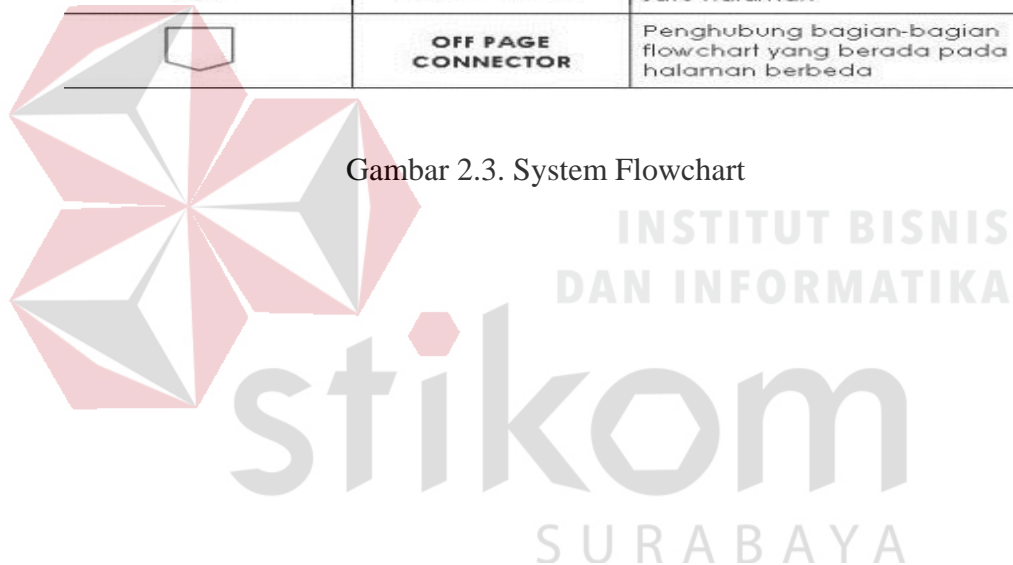 OFF PAGE
CONNECTOR
Penghubung bagian-bagian
flowchart yang berada pada
halaman berbeda
Gambar 2.3. System Flowchart
INSTITUT BISNIS
DAN INFORMATIKA
stikom
SURABAYA